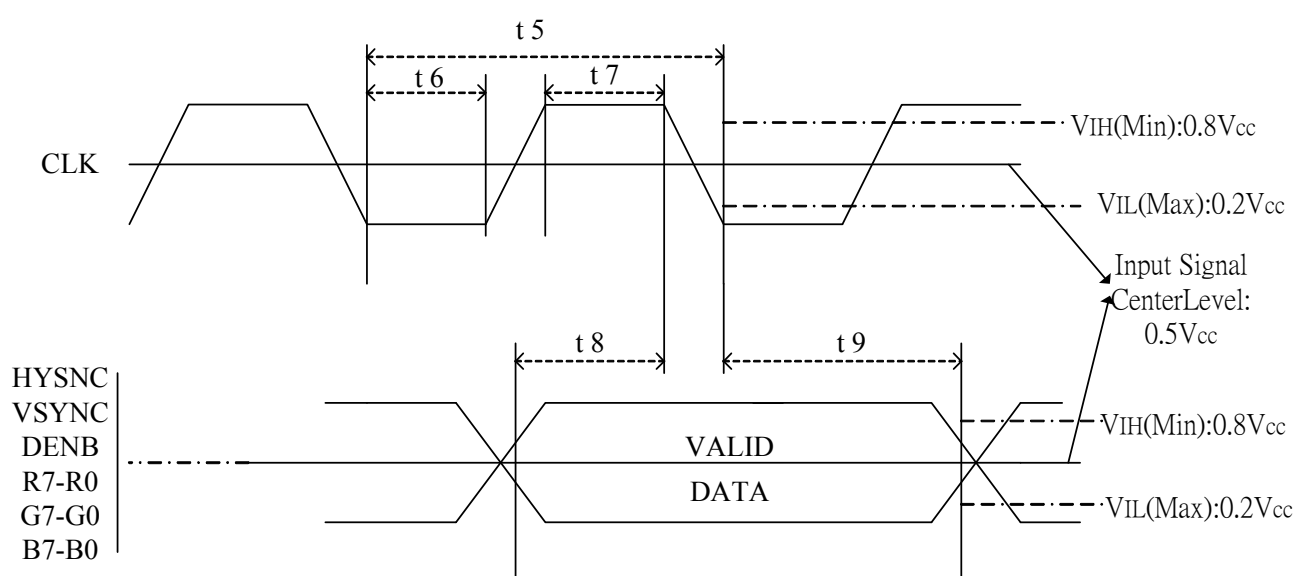 t 5
t 6
t 7
VIH(Min):0.8Vcc
CLK
VIL(Max):0.2Vcc
Input Signal
CenterLevel:
0.5Vcc
t 8
t 9
HYSNC
VSYNC
DENB
R7-R0
G7-G0
B7-B0
VALID
DATA
VIH(Min):0.8Vcc
VIL(Max):0.2Vcc